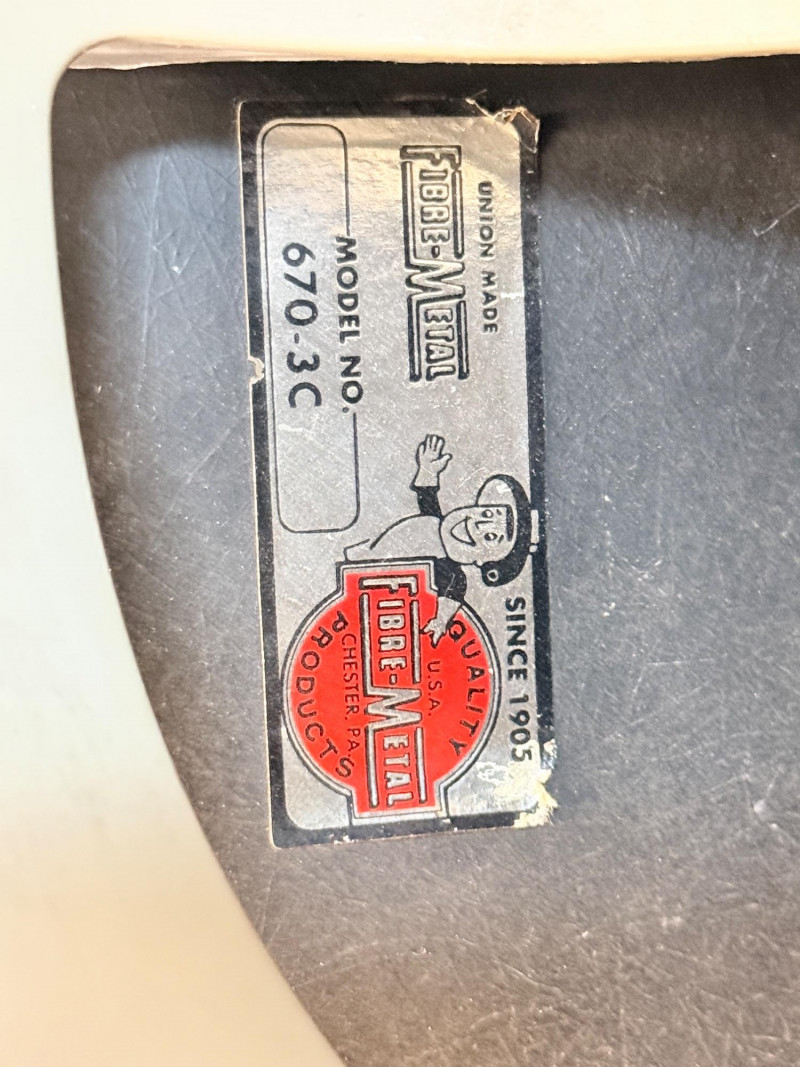 UNION MADE
FIBRE-METAL
MODEL NO.
670-3C
SINCE 1905
QUALITY
U.S.A.
FIBRE-METAL
CHESTER, PA.
PRODUCTS